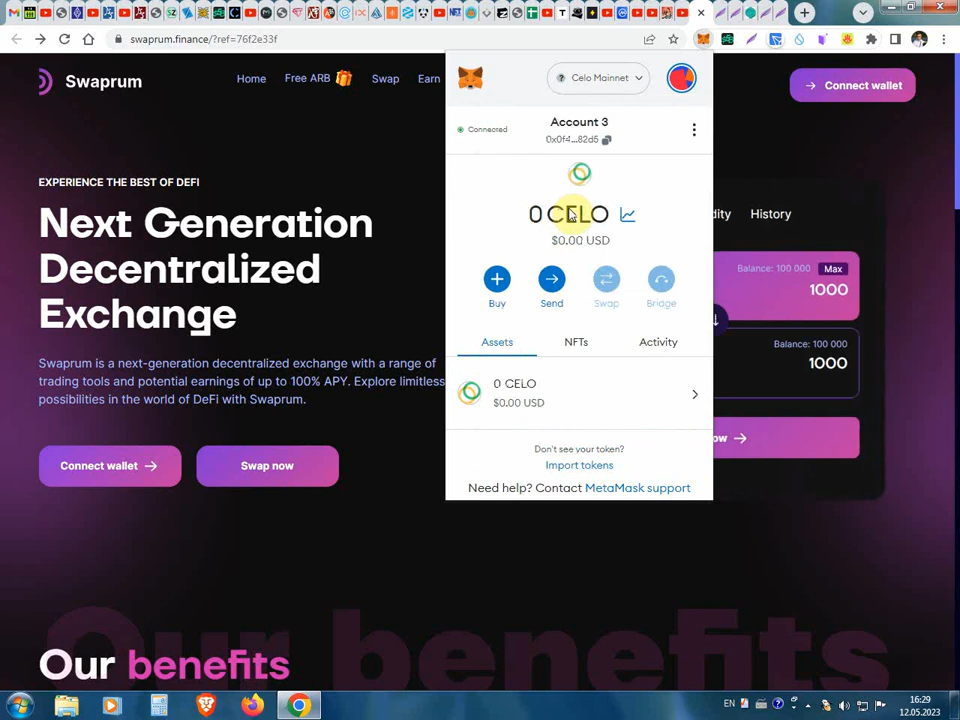 swaprum.finance/?ref=76f2e33f
Swaprum
Home
Free ARB
Swap
Earn
Connect wallet
EXPERIENCE THE BEST OF DEFI
Next Generation
Decentralized
Exchange
Swaprum is a next-generation decentralized exchange with a range of
trading tools and potential earnings of up to 100% APY. Explore limitless
possibilities in the world of DeFi with Swaprum.
Connect wallet
Swap now
Celo Mainnet
Connected
Account 3
0x0f4...82d5
0 CELO
$0.00 USD
Buy
Send
Swap
Bridge
Assets
NFTs
Activity
0 CELO
$0.00 USD
Don't see your token?
Import tokens
Need help? Contact MetaMask support
History
Balance: 100 000
Max
1000
Balance: 100 000
1000
Our benefits
Our benefits
EN
16:29
12.05.2023